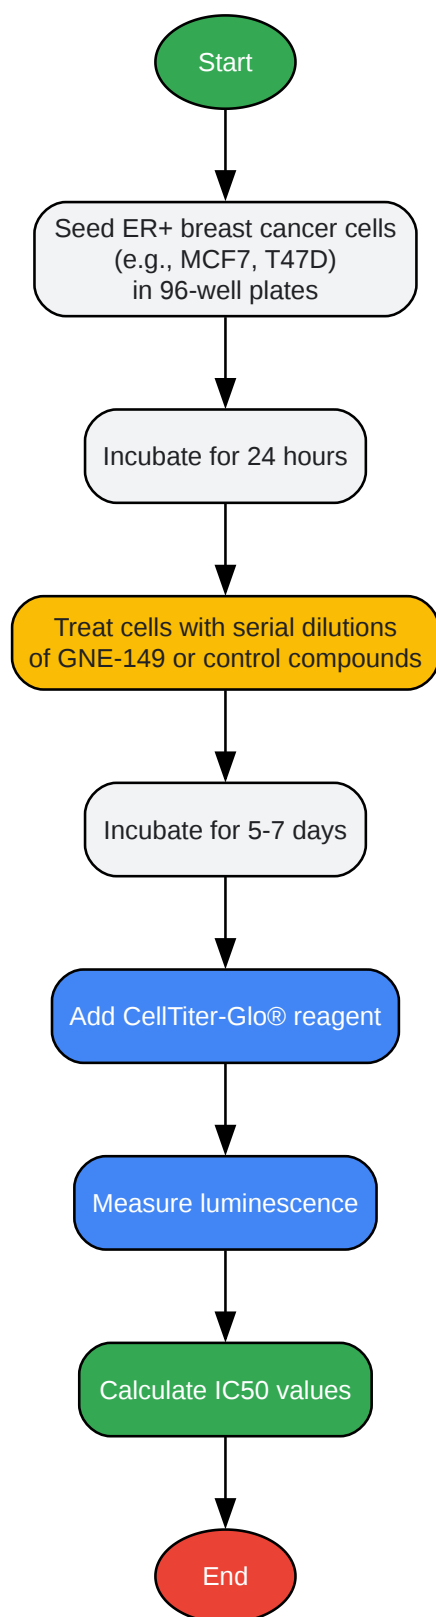 Start
Seed ER+ breast cancer cells
(e.g., MCF7, T47D)
in 96-well plates
Incubate for 24 hours
Treat cells with serial dilutions
of GNE-149 or control compounds
Incubate for 5-7 days
Add CellTiter-Glo® reagent
Measure luminescence
Calculate IC50 values
End